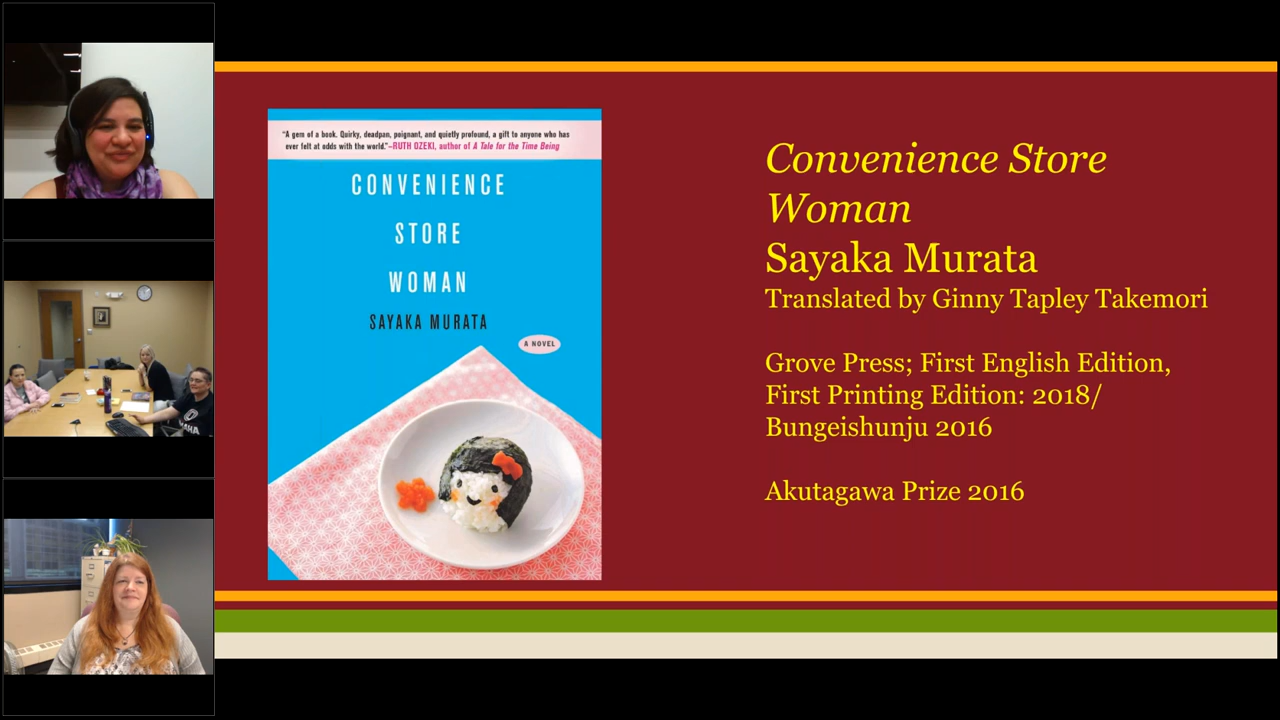 "A gem of a book. Quirky, deadpan, poignant, and quietly profound, a gift to anyone who has
ever felt at odds with the world."—RUTH OZEKI, author of A Tale for the Time Being
CONVENIENCE
STORE
WOMAN
SAYAKA MURATA
A NOVEL
Convenience Store
Woman
Sayaka Murata
Translated by Ginny Tapley Takemori
Grove Press; First English Edition,
First Printing Edition: 2018/
Bungeishunju 2016
Akutagawa Prize 2016